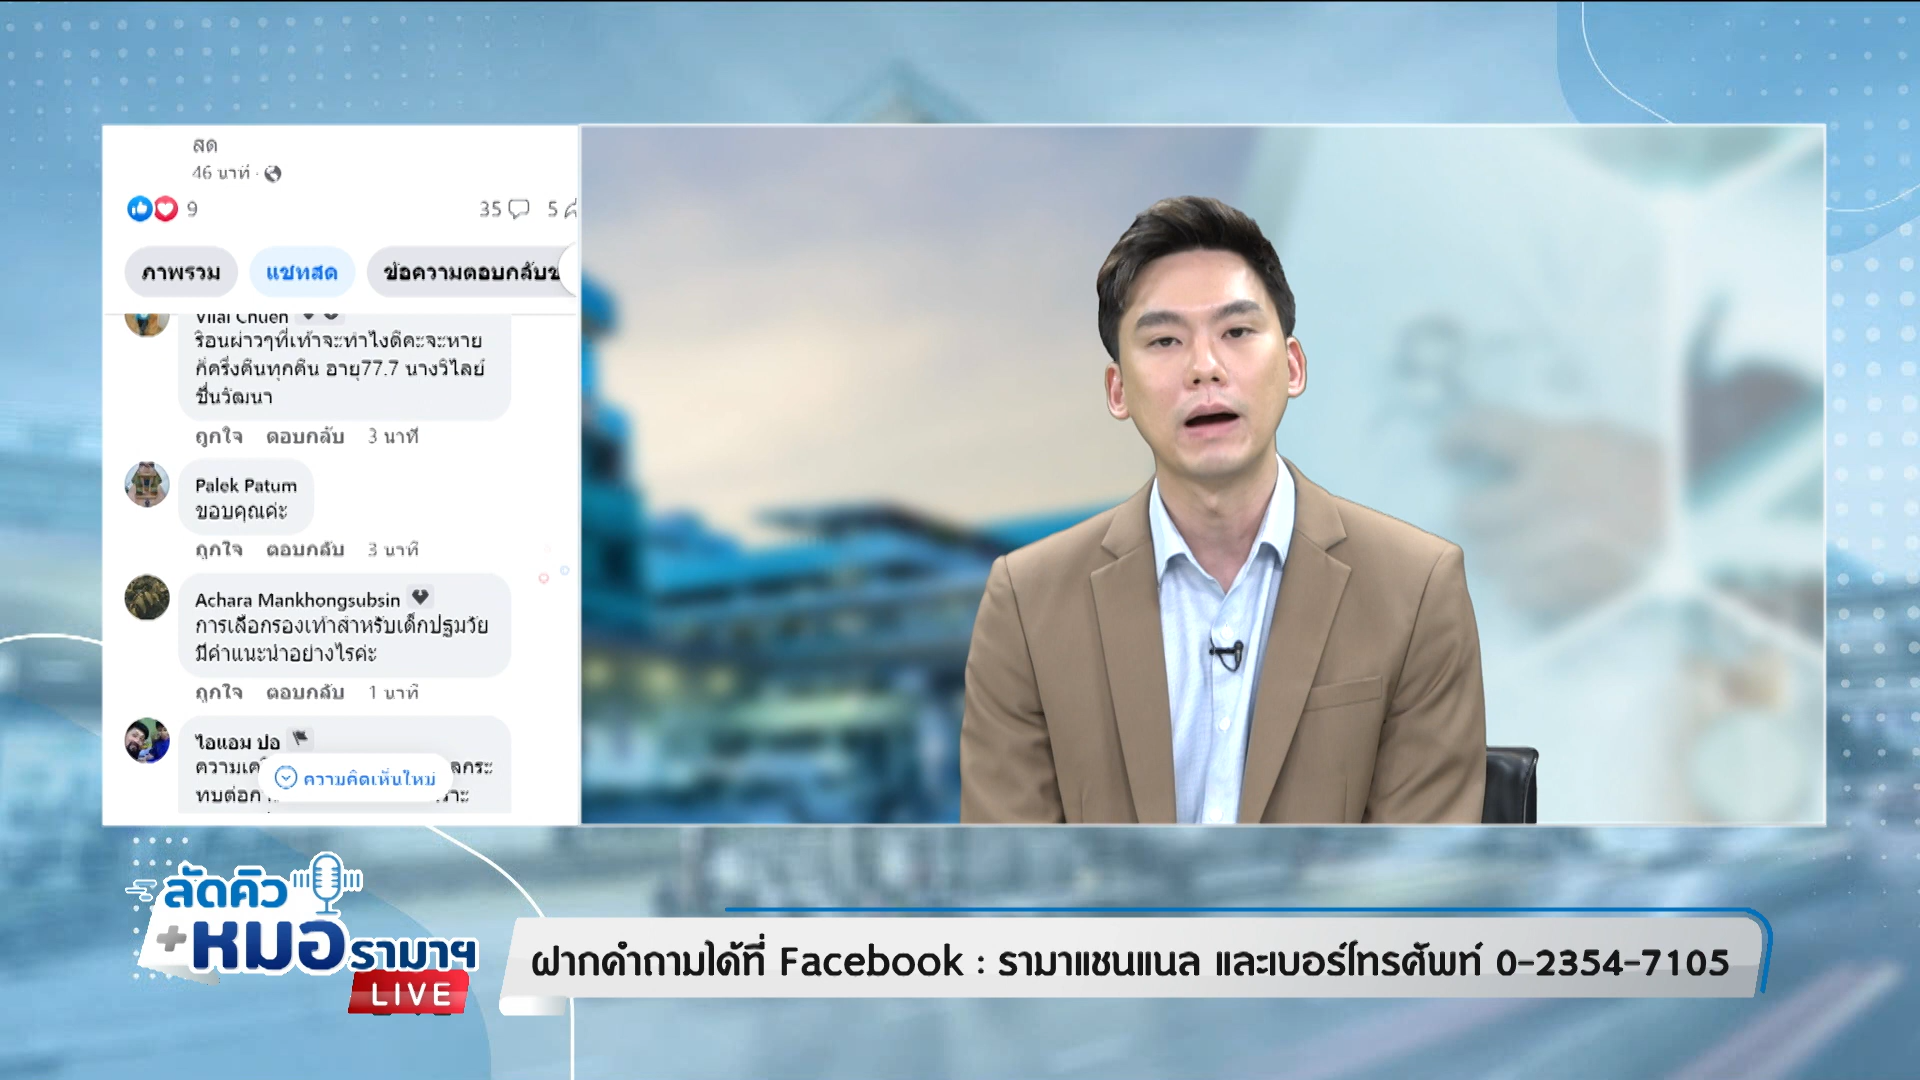 สด
46 นาที ·
9
35
5
ภาพรวม
แชทสด
ข้อความตอบกลับข
Vilai Chuen
ร้อนผ่าวๆที่เท้าจะทำไงดีคะจะหาย
ก็ครึ่งคืนทุกคืน อายุ77.7 นางวิไลย์
ชื่นวัฒนา
ถูกใจ ตอบกลับ 3 นาที
Palek Patum
ขอบคุณค่ะ
ถูกใจ ตอบกลับ 3 นาที
Achara Mankhongsubsin
การเลือกรองเท้าสำหรับเด็กปฐมวัย
มีคำแนะนำอย่างไรค่ะ
ถูกใจ ตอบกลับ 1 นาที
ไอแอม ปอ
ลกระ
ทบต่อก
ความคิดเห็นใหม่
ลัดคิว
หมอ
รามาฯ
LIVE
ฝากคำถามได้ที่ Facebook : รามาแชนแนล และเบอร์โทรศัพท์ 0-2354-7105